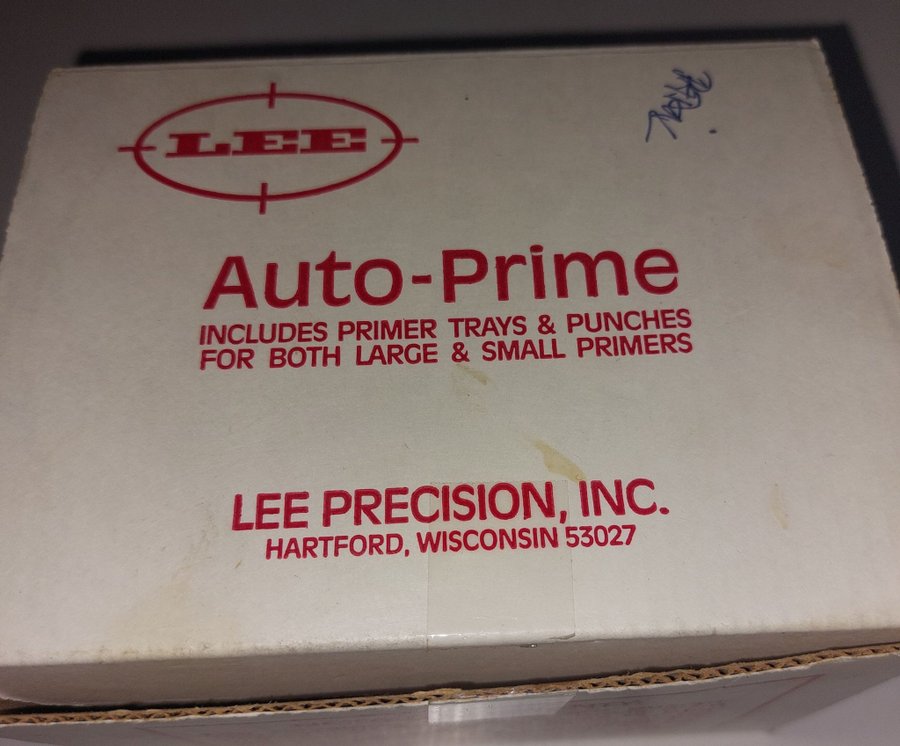 LEE
Auto-Prime
INCLUDES PRIMER TRAYS & PUNCHES
FOR BOTH LARGE & SMALL PRIMERS
LEE PRECISION, INC.
HARTFORD, WISCONSIN 53027